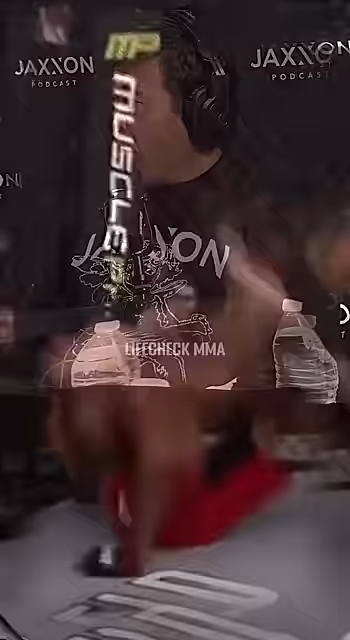 MP
JAXXON
PODCAST
JAXXON
PODCAST
MUSCLE
JAXXON
LIFECHECK MMA